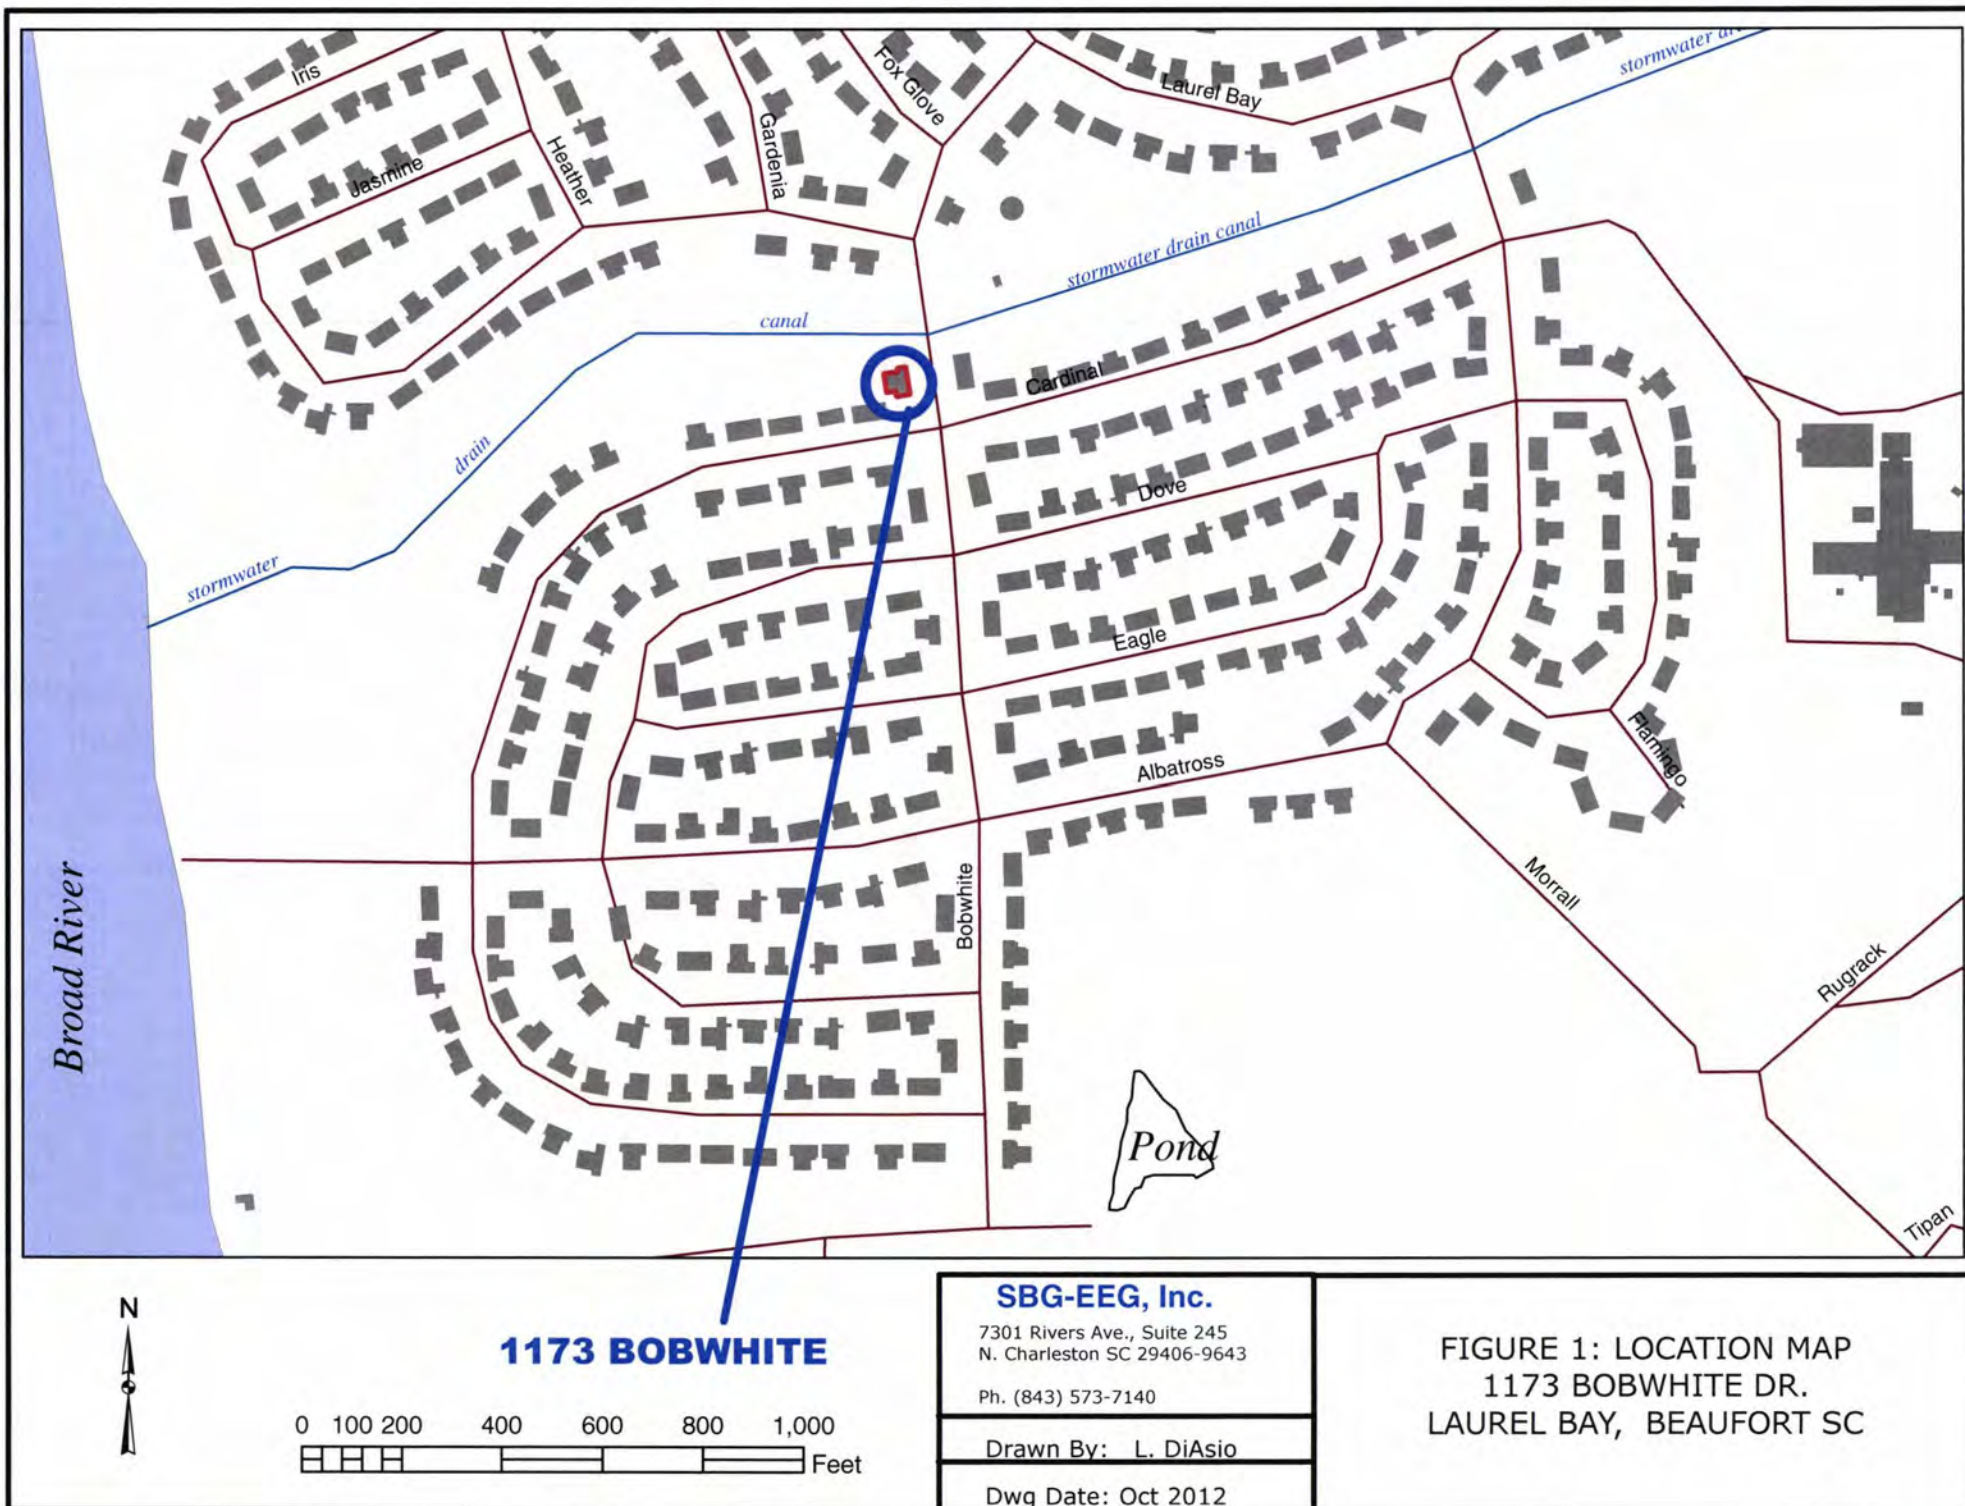 Iris
Jasmine
Heather
Gardenia
Fox Glove
Laurel Bay
stormwater
stormwater drain canal
canal
drain
stormwater
Cardinal
Dove
Eagle
Albatross
Flamingo
Morrall
Bobwhite
Rugrack
Tipan
Broad River
Pond
N
1173 BOBWHITE
0 100 200 400 600 800 1,000
Feet
SBG-EEG, Inc.
7301 Rivers Ave., Suite 245
N. Charleston SC 29406-9643
Ph. (843) 573-7140
Drawn By: L. DiAsio
Dwg Date: Oct 2012
FIGURE 1: LOCATION MAP
1173 BOBWHITE DR.
LAUREL BAY, BEAUFORT SC